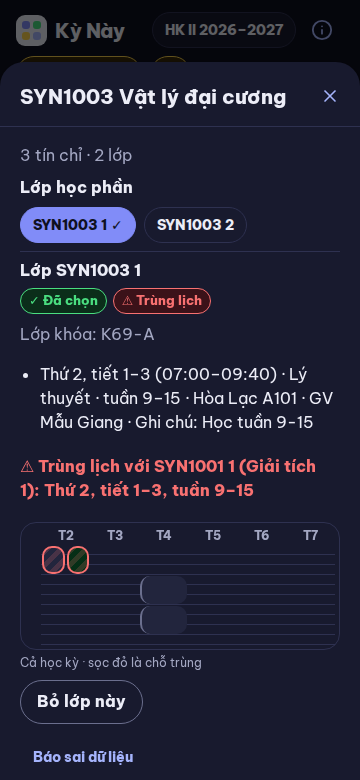 Kỳ Này
HK II 2026–2027
SYN1003 Vật lý đại cương
3 tín chỉ · 2 lớp
Lớp học phần
SYN1003 1 ✓
SYN1003 2
Lớp SYN1003 1
✓ Đã chọn
⚠ Trùng lịch
Lớp khóa: K69-A
• Thứ 2, tiết 1–3 (07:00–09:40) · Lý
thuyết · tuần 9–15 · Hòa Lạc A101 · GV
Mẫu Giang · Ghi chú: Học tuần 9-15
⚠ Trùng lịch với SYN1001 1 (Giải tích
1): Thứ 2, tiết 1–3, tuần 9–15
T2 T3 T4 T5 T6 T7
Cả học kỳ · sọc đỏ là chỗ trùng
Bỏ lớp này
Báo sai dữ liệu